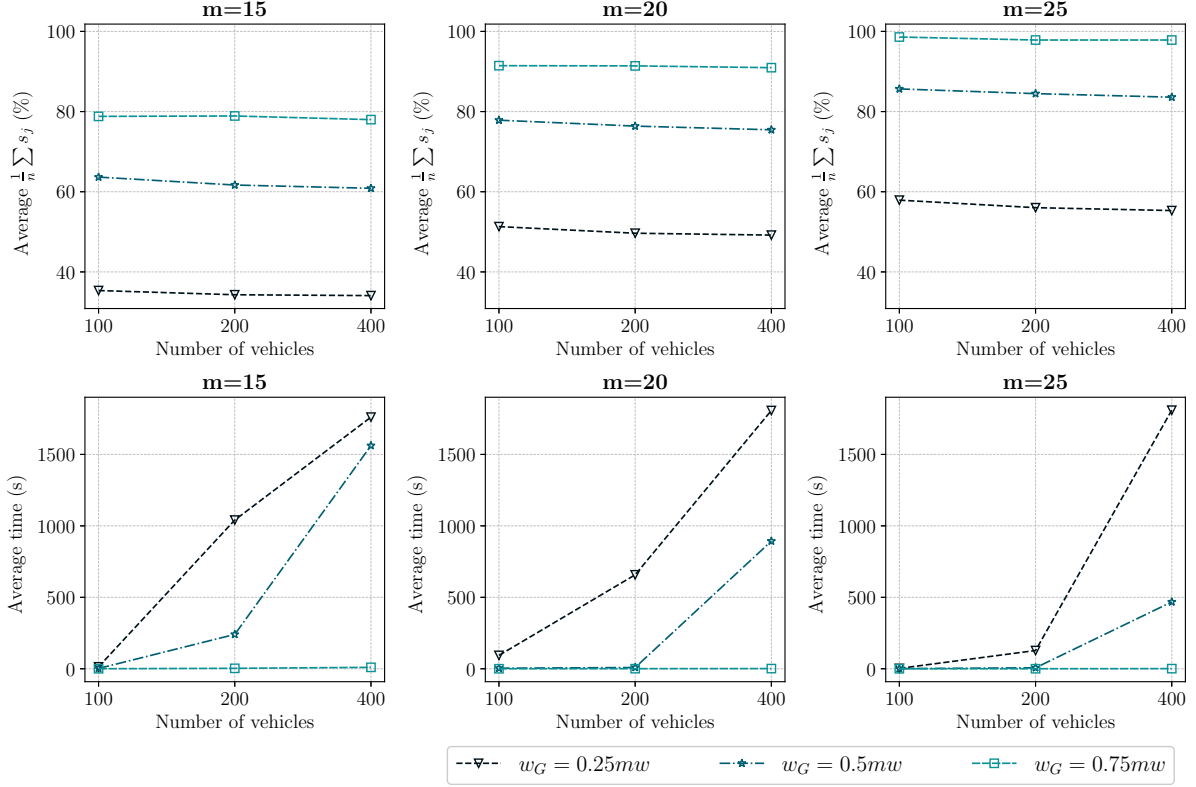 m=15
m=20
m=25
100
80
60
40
Average $\frac{1}{n} \sum s_j$ (%)
100
200
400
Number of vehicles
100
80
60
40
Average $\frac{1}{n} \sum s_j$ (%)
100
200
400
Number of vehicles
100
80
60
40
Average $\frac{1}{n} \sum s_j$ (%)
100
200
400
Number of vehicles
m=15
m=20
m=25
1500
1000
500
0
Average time (s)
100
200
400
Number of vehicles
1500
1000
500
0
Average time (s)
100
200
400
Number of vehicles
1500
1000
500
0
Average time (s)
100
200
400
Number of vehicles
$w_G = 0.25mw$
$w_G = 0.5mw$
$w_G = 0.75mw$